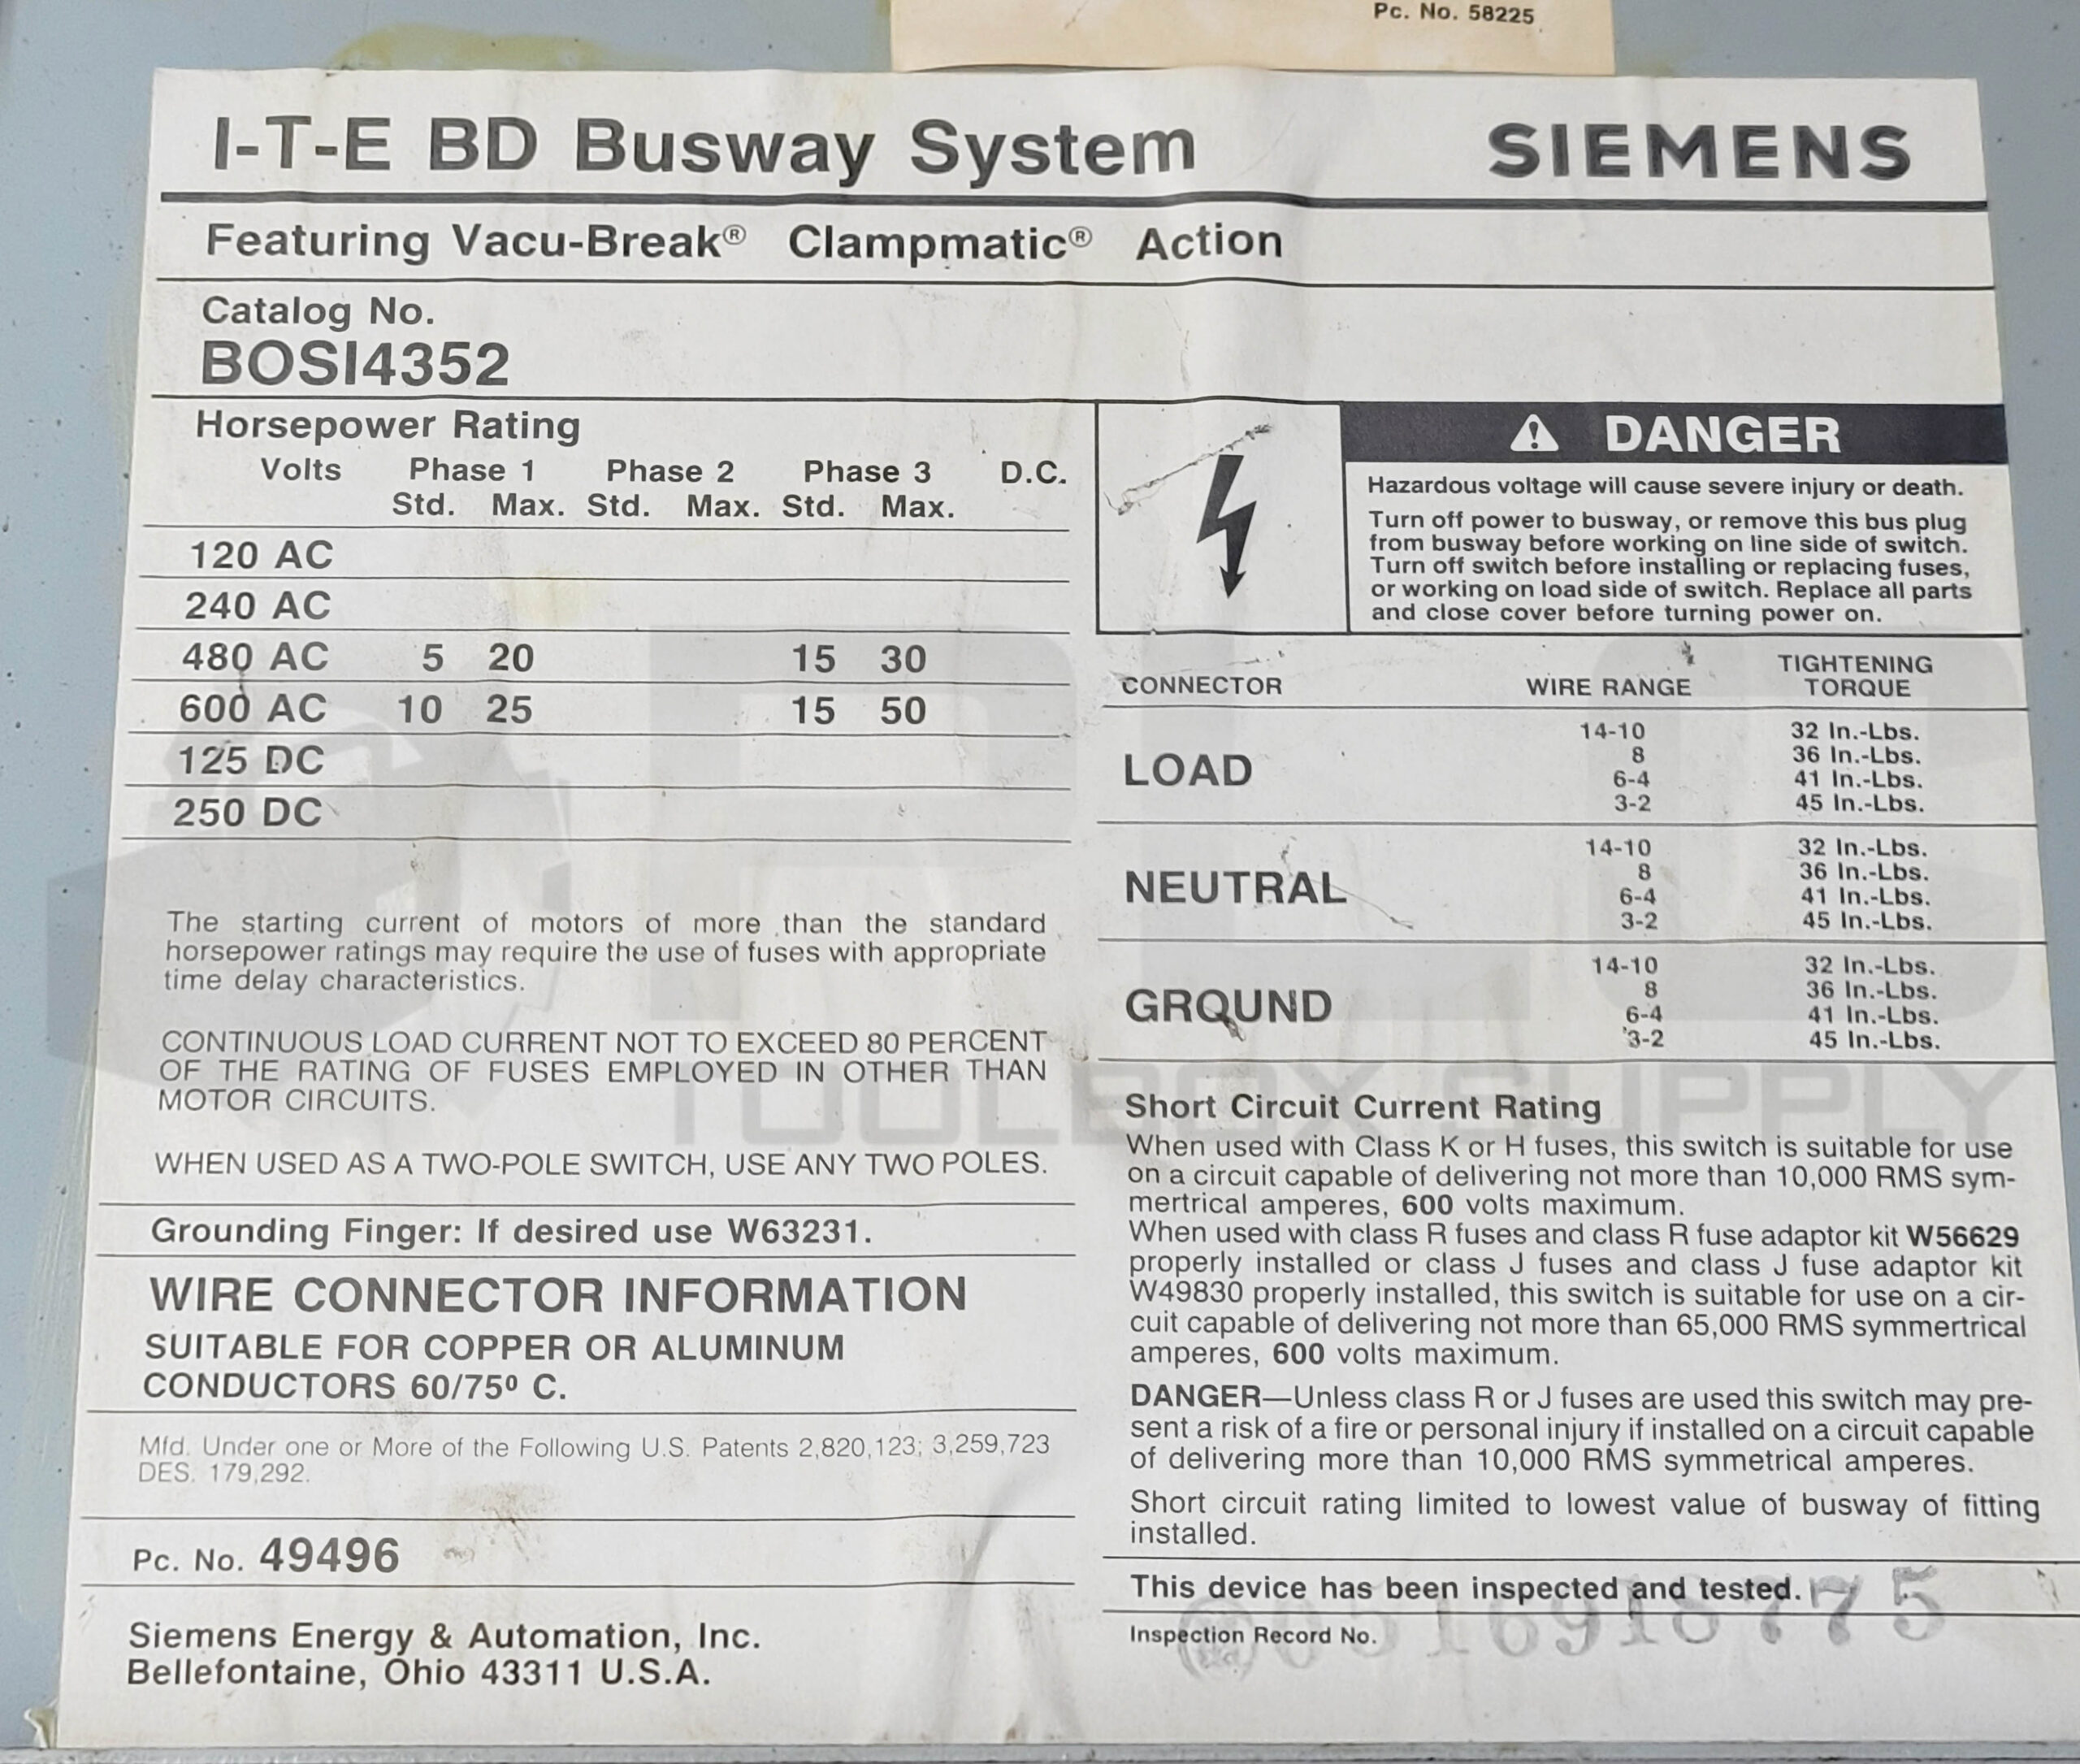 Pc. No. 58225
I-T-E BD Busway System SIEMENS
Featuring Vacu-Break® Clampmatic® Action
Catalog No.
BOSI4352
Horsepower Rating
Volts Phase 1 Phase 2 Phase 3 D.C.
Std. Max. Std. Max. Std. Max.
120 AC
240 AC
480 AC 5 20 15 30
600 AC 10 25 15 50
125 DC
250 DC
The starting current of motors of more than the standard
horsepower ratings may require the use of fuses with appropriate
time delay characteristics.
CONTINUOUS LOAD CURRENT NOT TO EXCEED 80 PERCENT
OF THE RATING OF FUSES EMPLOYED IN OTHER THAN
MOTOR CIRCUITS.
WHEN USED AS A TWO-POLE SWITCH, USE ANY TWO POLES.
Grounding Finger: If desired use W63231.
WIRE CONNECTOR INFORMATION
SUITABLE FOR COPPER OR ALUMINUM
CONDUCTORS 60/75º C.
Mfd. Under one or More of the Following U.S. Patents 2,820,123; 3,259,723
DES. 179,292.
Pc. No. 49496
Siemens Energy & Automation, Inc.
Bellefontaine, Ohio 43311 U.S.A.
DANGER
Hazardous voltage will cause severe injury or death.
Turn off power to busway, or remove this bus plug
from busway before working on line side of switch.
Turn off switch before installing or replacing fuses,
or working on load side of switch. Replace all parts
and close cover before turning power on.
CONNECTOR WIRE RANGE TIGHTENING TORQUE
LOAD
14-10 32 In.-Lbs.
8 36 In.-Lbs.
6-4 41 In.-Lbs.
3-2 45 In.-Lbs.
NEUTRAL
14-10 32 In.-Lbs.
8 36 In.-Lbs.
6-4 41 In.-Lbs.
3-2 45 In.-Lbs.
GROUND
14-10 32 In.-Lbs.
8 36 In.-Lbs.
6-4 41 In.-Lbs.
3-2 45 In.-Lbs.
Short Circuit Current Rating
When used with Class K or H fuses, this switch is suitable for use
on a circuit capable of delivering not more than 10,000 RMS sym-
mertrical amperes, 600 volts maximum.
When used with class R fuses and class R fuse adaptor kit W56629
properly installed or class J fuses and class J fuse adaptor kit
W49830 properly installed, this switch is suitable for use on a cir-
cuit capable of delivering not more than 65,000 RMS symmertrical
amperes, 600 volts maximum.
DANGER—Unless class R or J fuses are used this switch may pre-
sent a risk of a fire or personal injury if installed on a circuit capable
of delivering more than 10,000 RMS symmetrical amperes.
Short circuit rating limited to lowest value of busway of fitting
installed.
This device has been inspected and tested.
Inspection Record No.
PLC
TOOLBOX SUPPLY